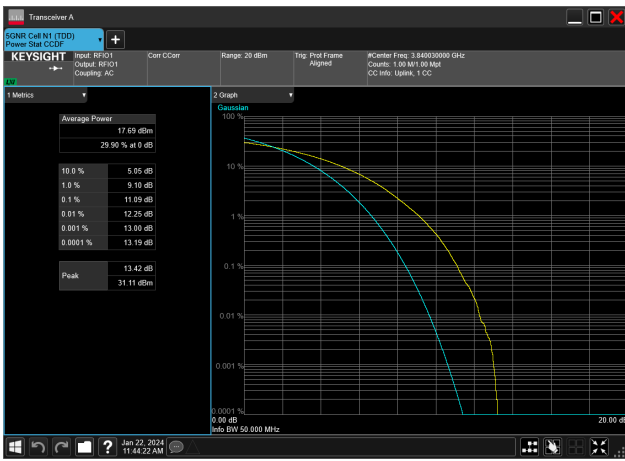 Transceiver A
5GNR Cell N1 (TDD)
Power Stat CCDF
KEYSIGHT
LXI
Input: RFIO1
Output: RFIO1
Coupling: AC
Corr CCorr
Range: 20 dBm
Trig: Prot Frame
Aligned
#Center Freq: 3.840030000 GHz
Counts: 1.00 M/1.00 Mpt
CC Info: Uplink, 1 CC
1 Metrics
Average Power
17.69 dBm
29.90 % at 0 dB
10.0 % 5.05 dB
1.0 % 9.10 dB
0.1 % 11.09 dB
0.01 % 12.25 dB
0.001 % 13.00 dB
0.0001 % 13.19 dB
Peak
13.42 dB
31.11 dBm
2 Graph
Gaussian
100 %
10 %
1 %
0.1 %
0.01 %
0.001 %
0.0001 %
0.00 dB
20.00 dB
Info BW 50.000 MHz
?
Jan 22, 2024
11:44:22 AM